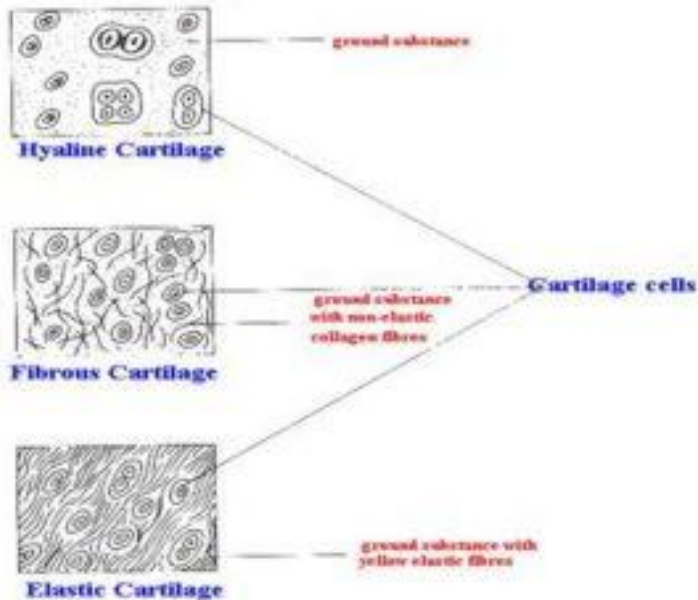 ground substance
Hyaline Cartilage
Cartilage cells
ground substance
with non-elastic
collagen fibres
Fibrous Cartilage
ground substance with
yellow elastic fibres
Elastic Cartilage